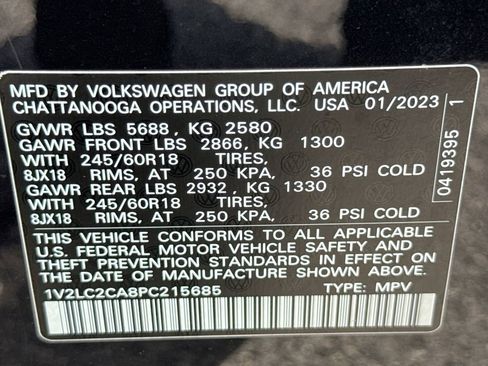 MFD BY VOLKSWAGEN GROUP OF AMERICA
CHATTANOOGA OPERATIONS, LLC. USA 01/2023
GVWR LBS 5688, KG 2580
GAWR FRONT LBS 2866, KG 1300
WITH 245/60R18 TIRES,
8JX18 RIMS, AT 250 KPA, 36 PSI COLD
GAWR REAR LBS 2932, KG 1330
WITH 245/60R18 TIRES,
8JX18 RIMS, AT 250 KPA, 36 PSI COLD
THIS VEHICLE CONFORMS TO ALL APPLICABLE
U.S. FEDERAL MOTOR VEHICLE SAFETY AND
THEFT PREVENTION STANDARDS IN EFFECT ON
THE DATE OF MANUFACTURE SHOWN ABOVE.
1V2LC2CA8PC215685 TYPE: MPV
0419395 1